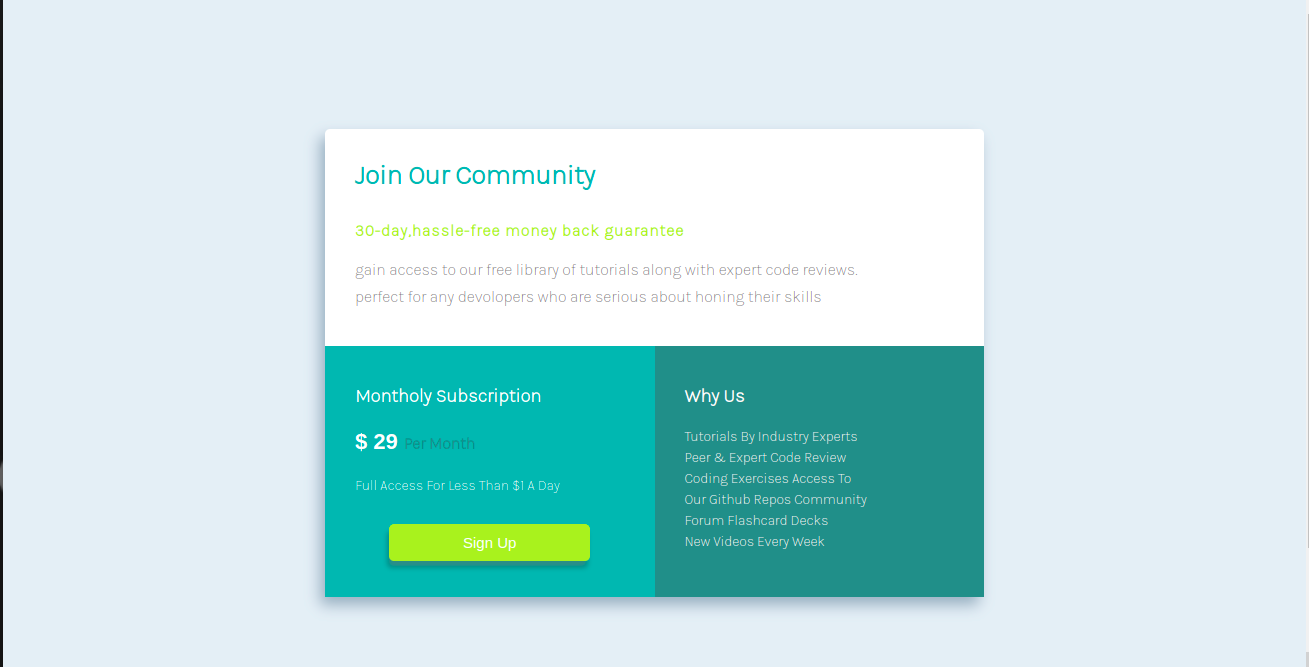 Join Our Community
30-day,hassle-free money back guarantee
gain access to our free library of tutorials along with expert code reviews.
perfect for any devolopers who are serious about honing their skills
Montholy Subscription
$ 29 Per Month
Full Access For Less Than $1 A Day
Sign Up
Why Us
Tutorials By Industry Experts
Peer & Expert Code Review
Coding Exercises Access To
Our Github Repos Community
Forum Flashcard Decks
New Videos Every Week